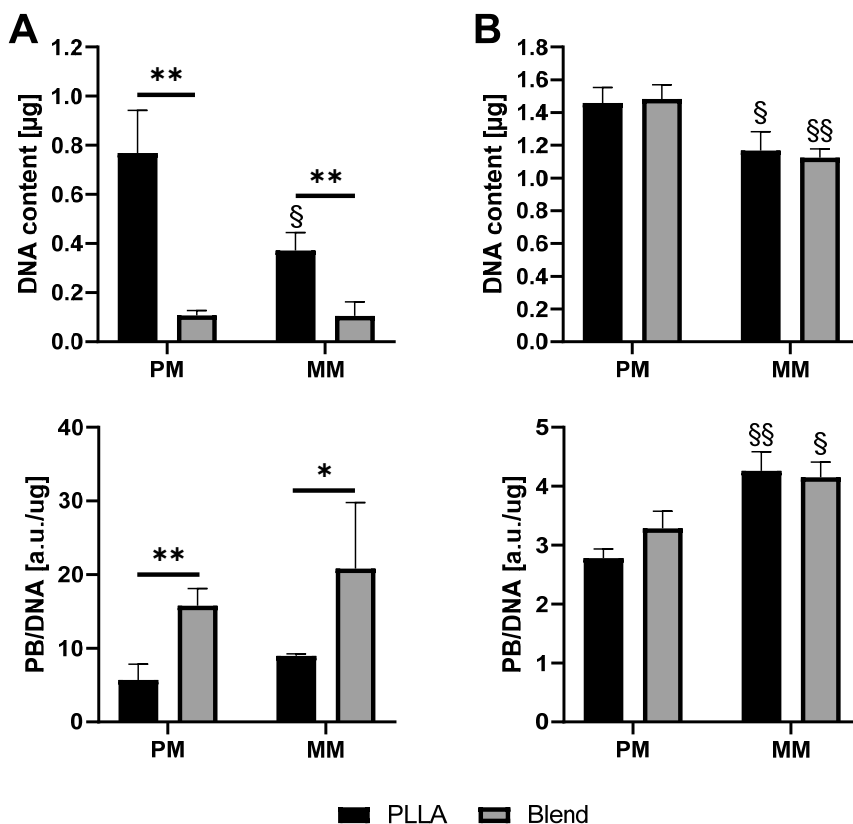 A
DNA content [µg]
1.2
1.0
0.8
0.6
0.4
0.2
0.0
**
§
**
PM
MM
B
DNA content [µg]
1.8
1.6
1.4
1.2
1.0
0.8
0.6
0.4
0.2
0.0
§
§§
PM
MM
PB/DNA [a.u./ug]
40
30
20
10
0
**
*
PM
MM
PB/DNA [a.u./ug]
5
4
3
2
1
0
§§
§
PM
MM
PLLA Blend